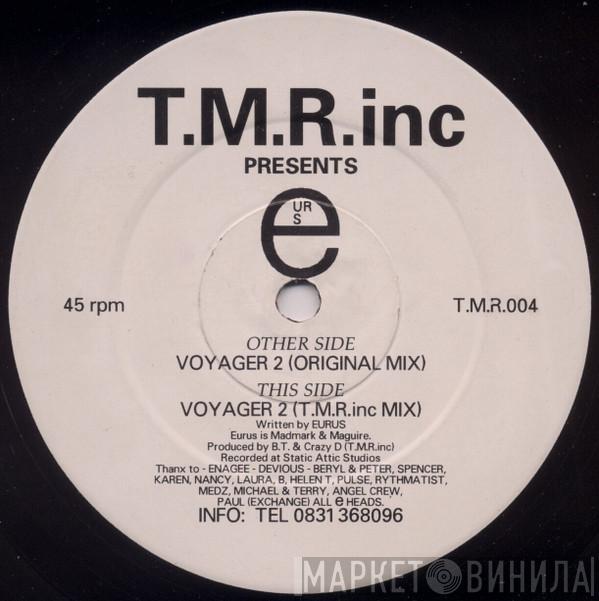 T.M.R.inc
PRESENTS
e
UR
S
45 rpm
T.M.R.004
OTHER SIDE
VOYAGER 2 (ORIGINAL MIX)
THIS SIDE
VOYAGER 2 (T.M.R.inc MIX)
Written by EURUS
Eurus is Madmark & Maguire.
Produced by B.T. & Crazy D (T.M.R.inc)
Recorded at Static Attic Studios
Thanx to - ENAGEE - DEVIOUS - BERYL & PETER, SPENCER,
KAREN, NANCY, LAURA, B, HELEN T, PULSE, RYTHMATIST,
MEDZ, MICHAEL & TERRY, ANGEL CREW,
PAUL (EXCHANGE) ALL e HEADS.
INFO: TEL 0831 368096
МАРКЕТ ВИНИЛА